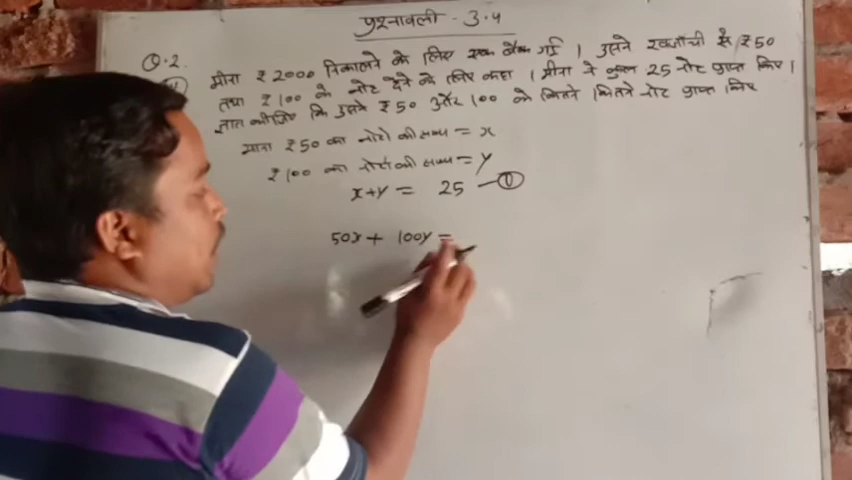 प्रश्नावली - 3.5
Q.2.
मीना ₹ 2000 निकालने के लिए एक बैंक गई । उसने खजाँची से ₹50
तथा ₹100 के नोट देने के लिए कहा । मीना ने कुल 25 नोट प्राप्त किए ।
ज्ञात कीजिए कि उसने ₹50 और 100 के कितने कितने नोट प्राप्त किए
माना ₹50 का नोटों की संख्या = x
₹100 का नोटों की संख्या = y
x+y = 25 — ①
50x + 100y =